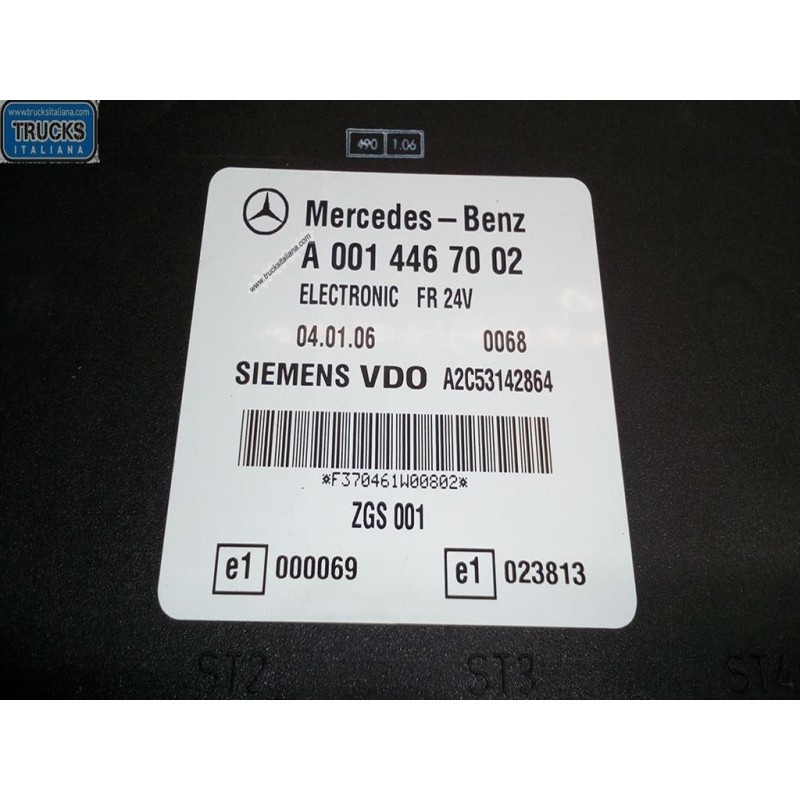 www.trucksitaliana.com
TRUCKS
ITALIANA
490 1.06
Mercedes-Benz
www.trucksitaliana.com
A 001 446 70 02
ELECTRONIC FR 24V
04.01.06 0068
SIEMENS VDO A2C53142864
*F370461W00802*
ZGS 001
e1 000069 e1 023813
ST2 ST3 ST4